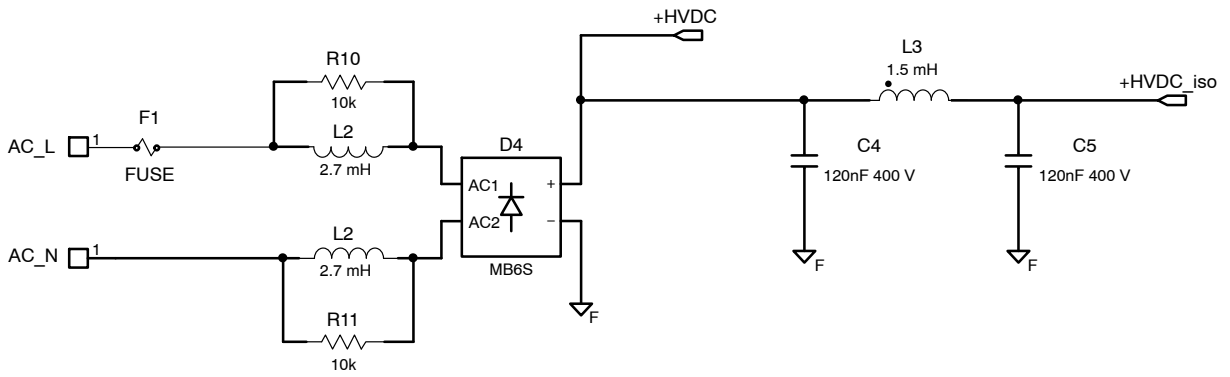 +HVDC
L3
1.5 mH
+HVDC_iso
R10
10k
F1
L2
D4
AC_L 1
FUSE
2.7 mH
AC1 +
AC2 −
MB6S
C4
120nF 400 V
C5
120nF 400 V
AC_N 1
L2
2.7 mH
R11
10k
F
F
F